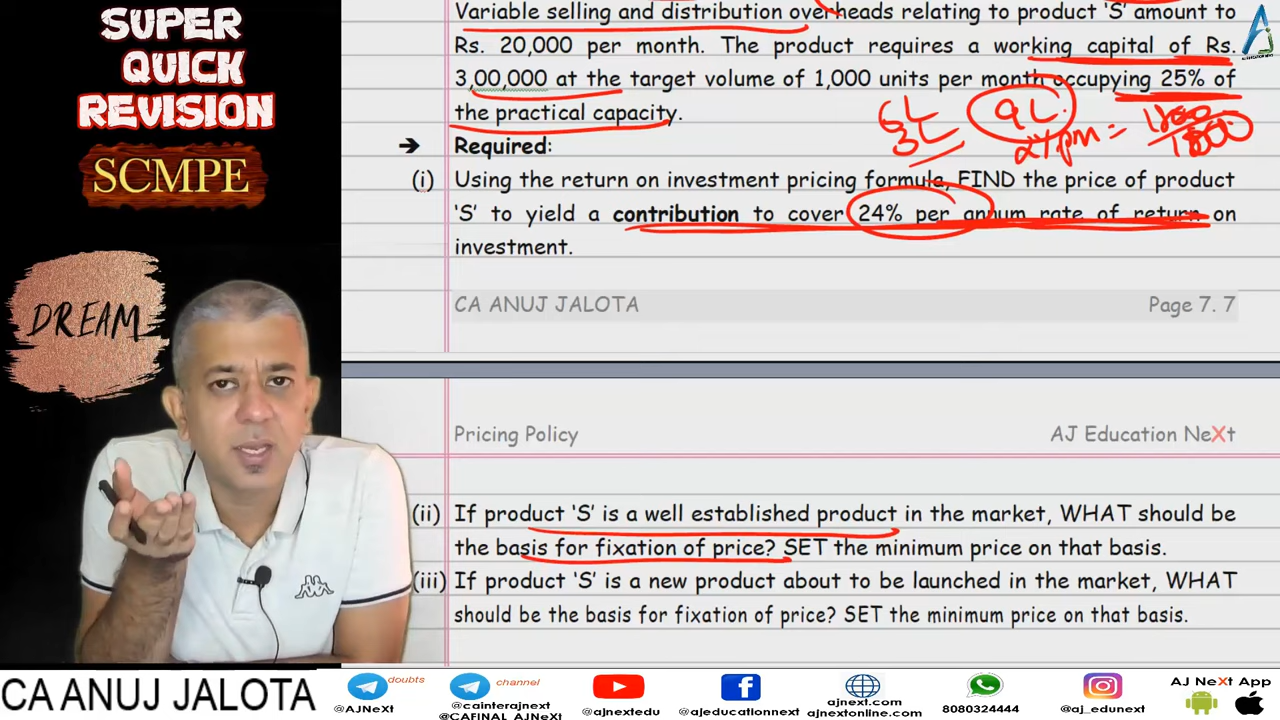 SUPER
QUICK
REVISION
SCMPE
DREAM
Variable selling and distribution overheads relating to product 'S' amount to
Rs. 20,000 per month. The product requires a working capital of Rs.
3,00,000 at the target volume of 1,000 units per month occupying 25% of
the practical capacity.
6L
3L
9L
2% pm =
➔ Required:
(i) Using the return on investment pricing formula, FIND the price of product
'S' to yield a contribution to cover 24% per annum rate of return on
investment.
CA ANUJ JALOTA Page 7. 7
Pricing Policy AJ Education NeXt
(ii) If product 'S' is a well established product in the market, WHAT should be
the basis for fixation of price? SET the minimum price on that basis.
(iii) If product 'S' is a new product about to be launched in the market, WHAT
should be the basis for fixation of price? SET the minimum price on that basis.
CA ANUJ JALOTA
doubts
@AJNeXt
channel
@cainterajnext
@CAFINAL_AJNeXt
@ajnextedu
@ajeducationnext
ajnext.com
ajnextonline.com
8080324444
@aj_edunext
AJ NeXt App